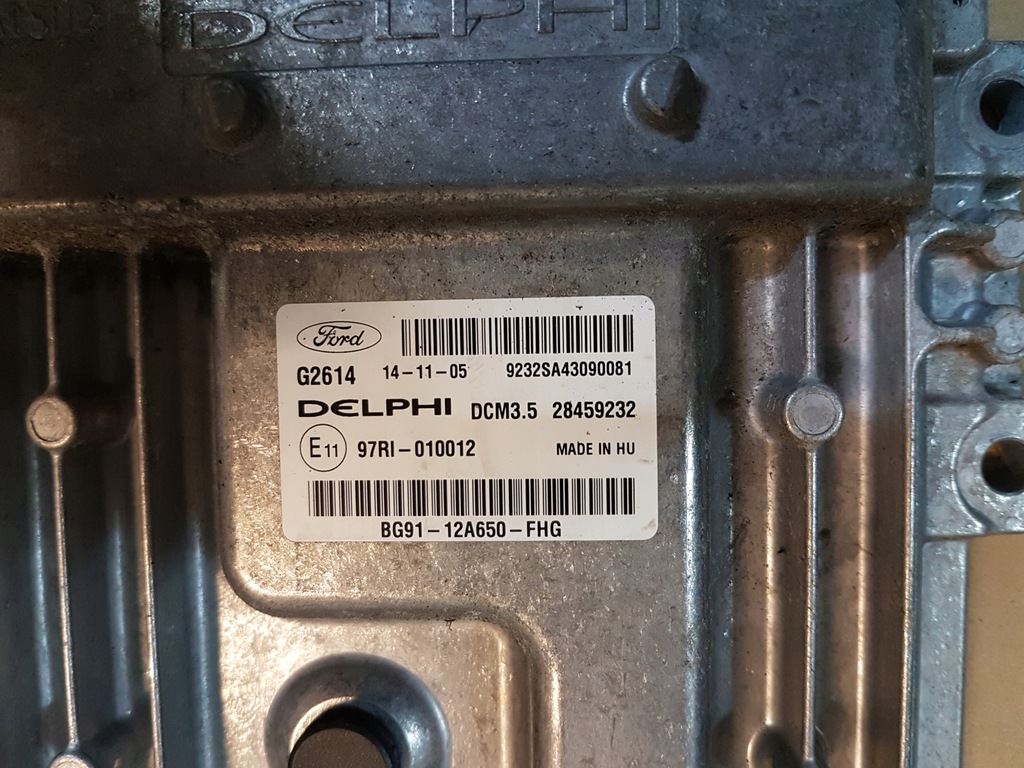 DELPHI
Ford
G2614 14-11-05 9232SA43090081
DELPHI DCM3.5 28459232
E11 97RI-010012 MADE IN HU
BG91-12A650-FHG